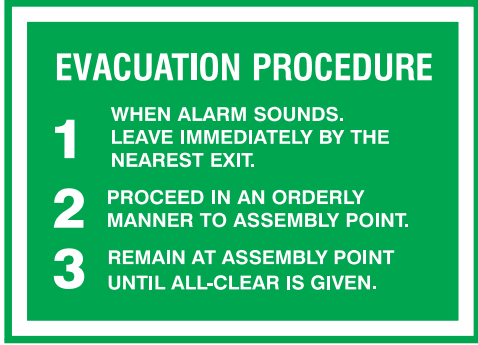 EVACUATION PROCEDURE
1 WHEN ALARM SOUNDS.
LEAVE IMMEDIATELY BY THE
NEAREST EXIT.
2 PROCEED IN AN ORDERLY
MANNER TO ASSEMBLY POINT.
3 REMAIN AT ASSEMBLY POINT
UNTIL ALL-CLEAR IS GIVEN.